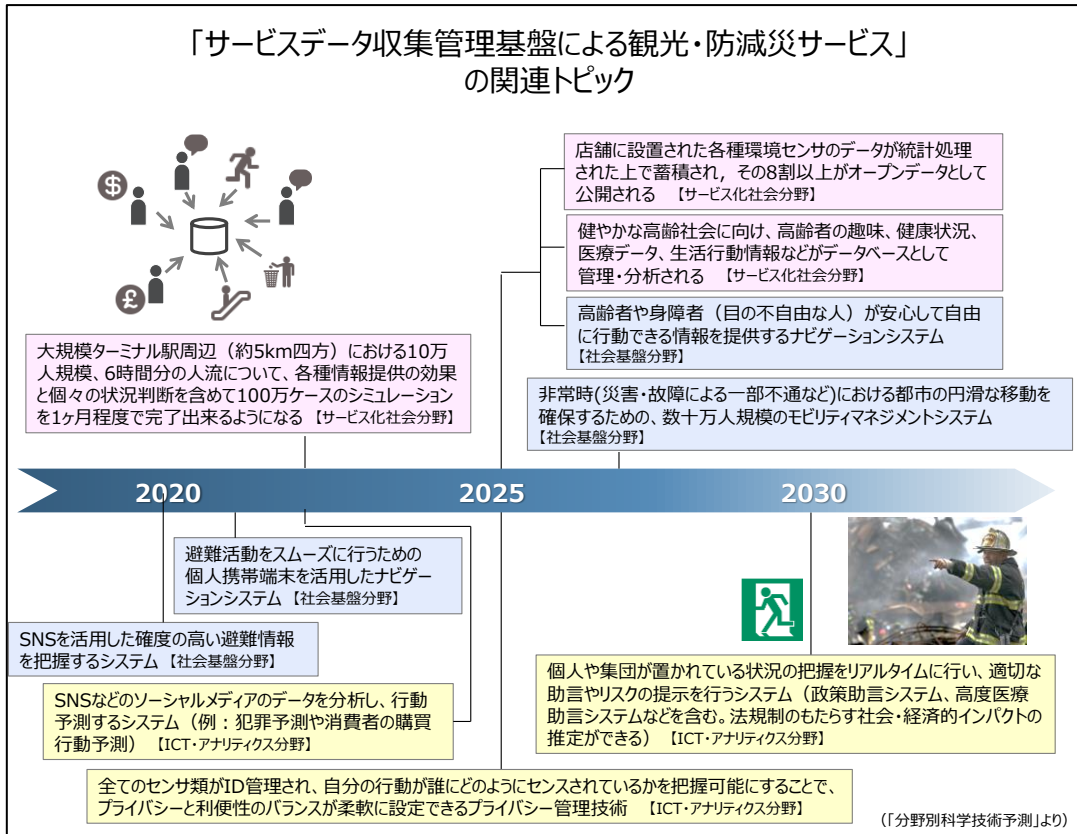 「サービスデータ収集管理基盤による観光・防減災サービス」
の関連トピック
店舗に設置された各種環境センサのデータが統計処理
された上で蓄積され，その8割以上がオープンデータとして
公開される 【サービス化社会分野】
健やかな高齢社会に向け、高齢者の趣味、健康状況、
医療データ、生活行動情報などがデータベースとして
管理・分析される 【サービス化社会分野】
高齢者や身障者（目の不自由な人）が安心して自由
に行動できる情報を提供するナビゲーションシステム
【社会基盤分野】
大規模ターミナル駅周辺（約5km四方）における10万
人規模、6時間分の人流について、各種情報提供の効果
と個々の状況判断を含めて100万ケースのシミュレーション
を1ヶ月程度で完了出来るようになる 【サービス化社会分野】
非常時(災害・故障による一部不通など)における都市の円滑な移動を
確保するための、数十万人規模のモビリティマネジメントシステム
【社会基盤分野】
2020 2025 2030
避難活動をスムーズに行うための
個人携帯端末を活用したナビゲー
ションシステム 【社会基盤分野】
SNSを活用した確度の高い避難情報
を把握するシステム 【社会基盤分野】
SNSなどのソーシャルメディアのデータを分析し、行動
予測するシステム（例：犯罪予測や消費者の購買
行動予測） 【ICT・アナリティクス分野】
個人や集団が置かれている状況の把握をリアルタイムに行い、適切な
助言やリスクの提示を行うシステム（政策助言システム、高度医療
助言システムなどを含む。法規制のもたらす社会・経済的インパクトの
推定ができる） 【ICT・アナリティクス分野】
全てのセンサ類がID管理され、自分の行動が誰にどのようにセンスされているかを把握可能にすることで、
プライバシーと利便性のバランスが柔軟に設定できるプライバシー管理技術 【ICT・アナリティクス分野】
(「分野別科学技術予測」より)